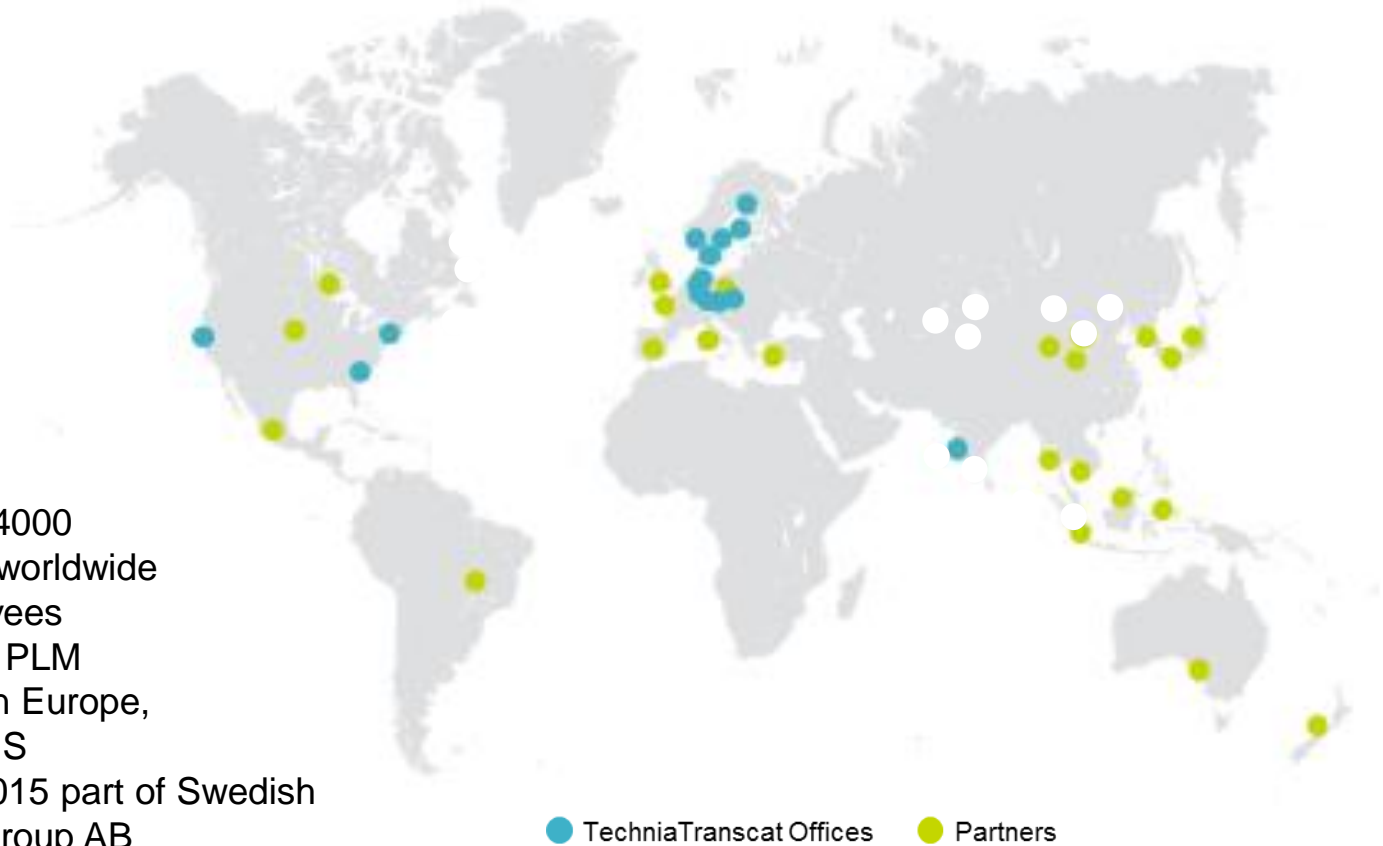 4000
worldwide
yees
PLM
n Europe,
S
015 part of Swedish
roup AB
TechniaTranscat Offices
Partners